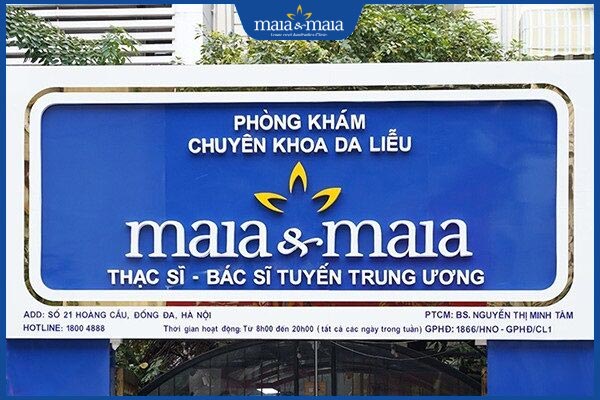 maia&maia
PHÒNG KHÁM
CHUYÊN KHOA DA LIỄU
maia&maia
THẠC SĨ - BÁC SĨ TUYẾN TRUNG ƯƠNG
ADD: SỐ 21 HOÀNG CẦU, ĐỐNG ĐA, HÀ NỘI
PTCM: BS. NGUYỄN THỊ MINH TÂM
HOTLINE: 1800 4888
Thời gian hoạt động: Từ 8h00 đến 20h00 ( tất cả các ngày trong tuần)
GPHĐ: 1866/HNO - GPHĐ/CL1